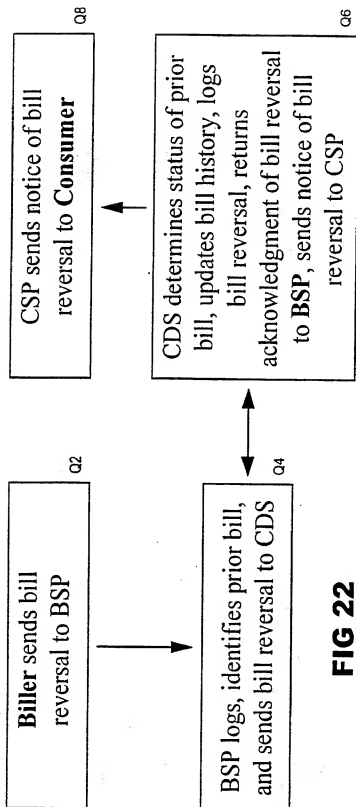 Biller sends bill
reversal to BSP
Q2
BSP logs, identifies prior bill,
and sends bill reversal to CDS
Q4
CDS determines status of prior
bill, updates bill history, logs
bill reversal, returns
acknowledgment of bill reversal
to BSP, sends notice of bill
reversal to CSP
Q6
CSP sends notice of bill
reversal to Consumer
Q8
FIG 22